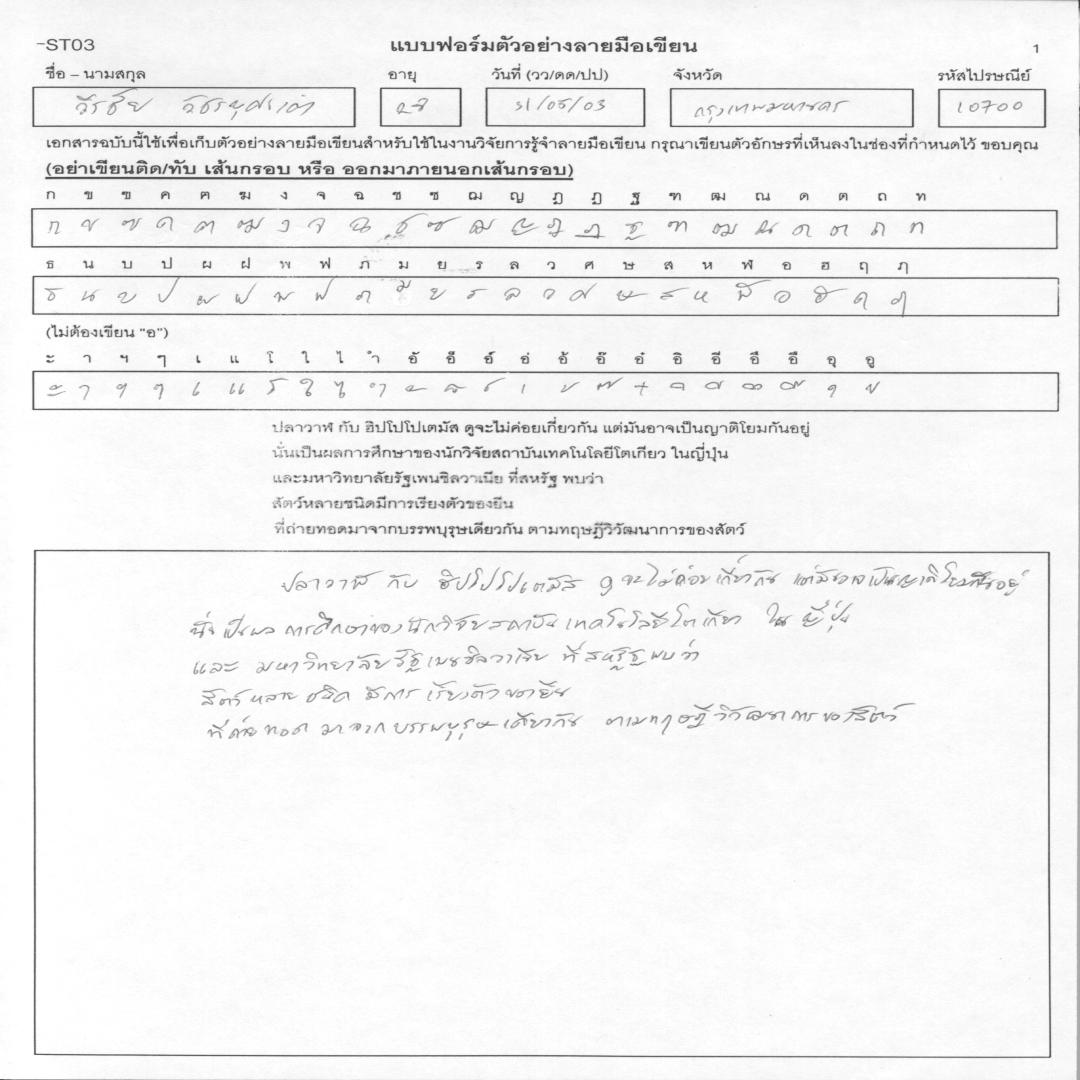 -ST03 แบบฟอร์มตัวอย่างลายมือเขียน 1
ชื่อ – นามสกุล อายุ วันที่ (วว/ดด/ปป) จังหวัด รหัสไปรษณีย์
วีรชัย 31/05/03 กรุงเทพมหานคร 10700
เอกสารฉบับนี้ใช้เพื่อเก็บตัวอย่างลายมือเขียนสำหรับใช้ในงานวิจัยการรู้จำลายมือเขียน กรุณาเขียนตัวอักษรที่เห็นลงในช่องที่กำหนดไว้ ขอบคุณ
(อย่าเขียนติด/ทับ เส้นกรอบ หรือ ออกมาภายนอกเส้นกรอบ)
ก ข ฃ ค ฅ ฆ ง จ ฉ ช ซ ฌ ญ ฎ ฏ ฐ ฑ ฒ ณ ด ต ถ ท
ก ข ฃ ค ฅ ฆ ง จ ฉ ช ซ ฌ ญ ฎ ฏ ฐ ฑ ฒ ณ ด ต ถ ท
ธ น บ ป ผ ฝ พ ฟ ภ ม ย ร ล ว ศ ษ ส ห ฬ อ ฮ ฤ ฦ
ธ น บ ป ผ ฝ พ ฟ ภ ม ย ร ล ว ศ ษ ส ห ฬ อ ฮ ฤ ฦ
(ไม่ต้องเขียน "อ")
ะ า ฯ ๆ เ แ โ ใ ไ ำ อั อ็ อ์ อ่ อ้ อ๊ อ๋ อิ อี อึ อื อุ อู
ะ า ฯ ๆ เ แ โ ใ ไ ำ ั ็ ์ ่ ้ ๊ ๋ ิ ี ึ ื ุ ู
ปลาวาฬ กับ ฮิปโปโปเตมัส ดูจะไม่ค่อยเกี่ยวกัน แต่มันอาจเป็นญาติโยมกันอยู่
นั่นเป็นผลการศึกษาของนักวิจัยสถาบันเทคโนโลยีโตเกียว ในญี่ปุ่น
และมหาวิทยาลัยรัฐเพนซิลวาเนีย ที่สหรัฐ พบว่า
สัตว์หลายชนิดมีการเรียงตัวของยีน
ที่ถ่ายทอดมาจากบรรพบุรุษเดียวกัน ตามทฤษฎีวิวัฒนาการของสัตว์
ปลาวาฬ กับ ฮิปโปโปเตมัส ดูจะไม่ค่อยเกี่ยวกัน แต่มันอาจเป็นญาติโยมกันอยู่
นั่นเป็นผลการศึกษาของนักวิจัยสถาบันเทคโนโลยีโตเกียว ในญี่ปุ่น
และ มหาวิทยาลัยรัฐเพนซิลวาเนีย ที่สหรัฐ พบว่า
สัตว์หลายชนิด มีการเรียงตัวของยีน
ที่ถ่ายทอดมาจากบรรพบุรุษเดียวกัน ตามทฤษฎีวิวัฒนาการของสัตว์